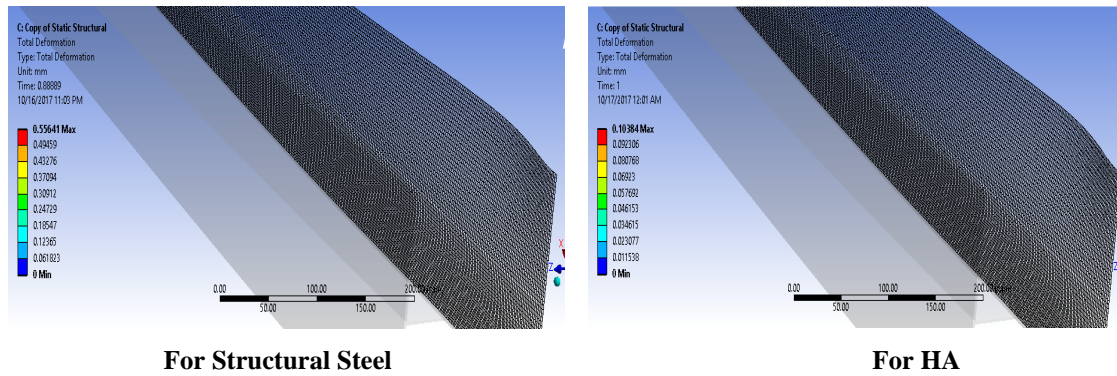 C: Copy of Static Structural
Total Deformation
Type: Total Deformation
Unit: mm
Time: 0.88889
10/16/2017 11:03 PM
0.55641 Max
0.49459
0.43276
0.37094
0.30912
0.24729
0.18547
0.12365
0.061823
0 Min
0.00
100.00
200.00
50.00
150.00
X
Z
For Structural Steel
C: Copy of Static Structural
Total Deformation
Type: Total Deformation
Unit: mm
Time: 1
10/17/2017 12:01 AM
0.10384 Max
0.092306
0.080768
0.06923
0.057692
0.046153
0.034615
0.023077
0.011538
0 Min
0.00
100.00
200.00
50.00
150.00
Z
For HA